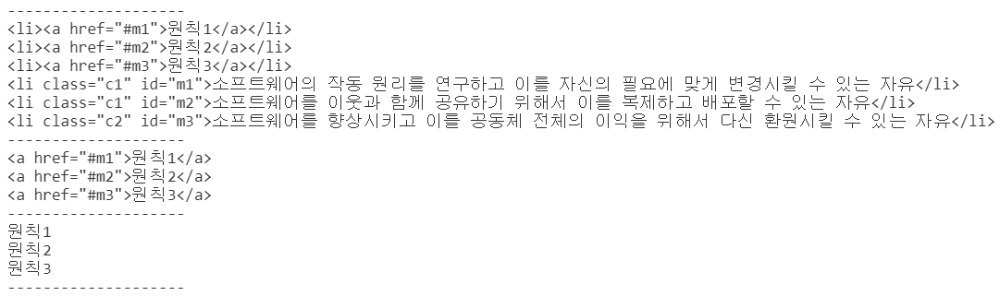 --------------------
<li><a href="#m1">원칙1</a></li>
<li><a href="#m2">원칙2</a></li>
<li><a href="#m3">원칙3</a></li>
<li class="c1" id="m1">소프트웨어의 작동 원리를 연구하고 이를 자신의 필요에 맞게 변경시킬 수 있는 자유</li>
<li class="c1" id="m2">소프트웨어를 이웃과 함께 공유하기 위해서 이를 복제하고 배포할 수 있는 자유</li>
<li class="c2" id="m3">소프트웨어를 향상시키고 이를 공동체 전체의 이익을 위해서 다신 환원시킬 수 있는 자유</li>
--------------------
<a href="#m1">원칙1</a>
<a href="#m2">원칙2</a>
<a href="#m3">원칙3</a>
--------------------
원칙1
원칙2
원칙3
--------------------